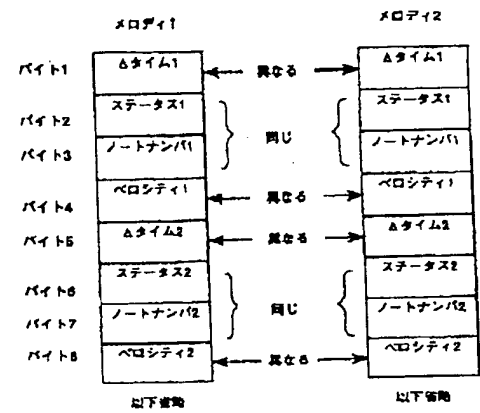 メロディ1 メロディ2
バイト1 Δタイム1 異なる Δタイム1
バイト2 ステータス1 ステータス1
同じ
バイト3 ノートナンバ1 ノートナンバ1
バイト4 ベロシティ1 異なる ベロシティ1
バイト5 Δタイム2 異なる Δタイム2
バイト6 ステータス2 ステータス2
同じ
バイト7 ノートナンバ2 ノートナンバ2
バイト8 ベロシティ2 異なる ベロシティ2
以下省略 以下省略